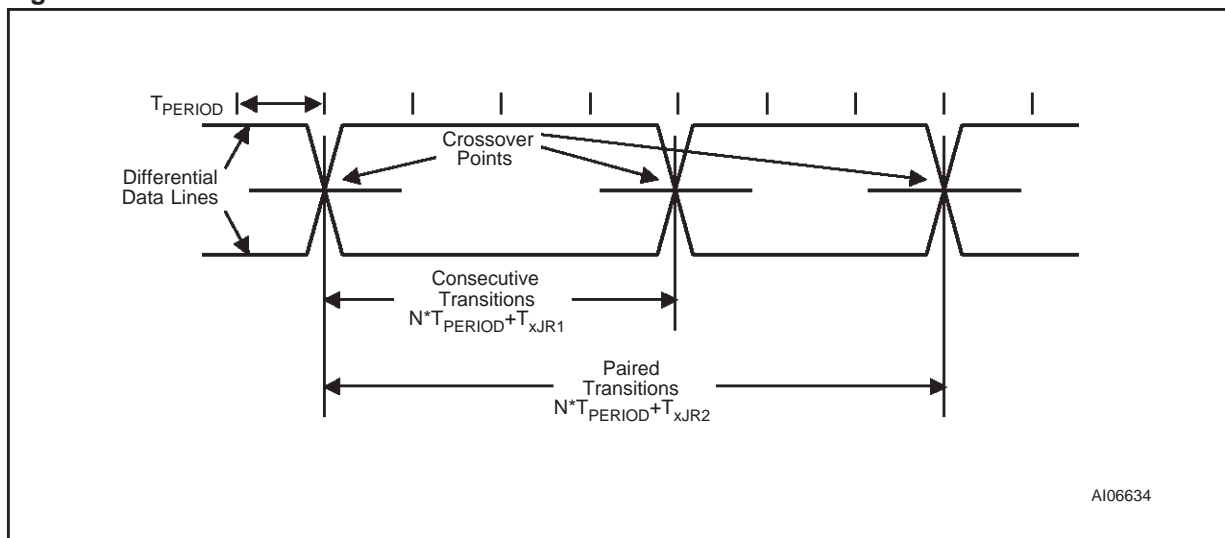 T_PERIOD
Crossover
Points
Differential
Data Lines
Consecutive
Transitions
N*T_PERIOD+T_xJR1
Paired
Transitions
N*T_PERIOD+T_xJR2
AI06634